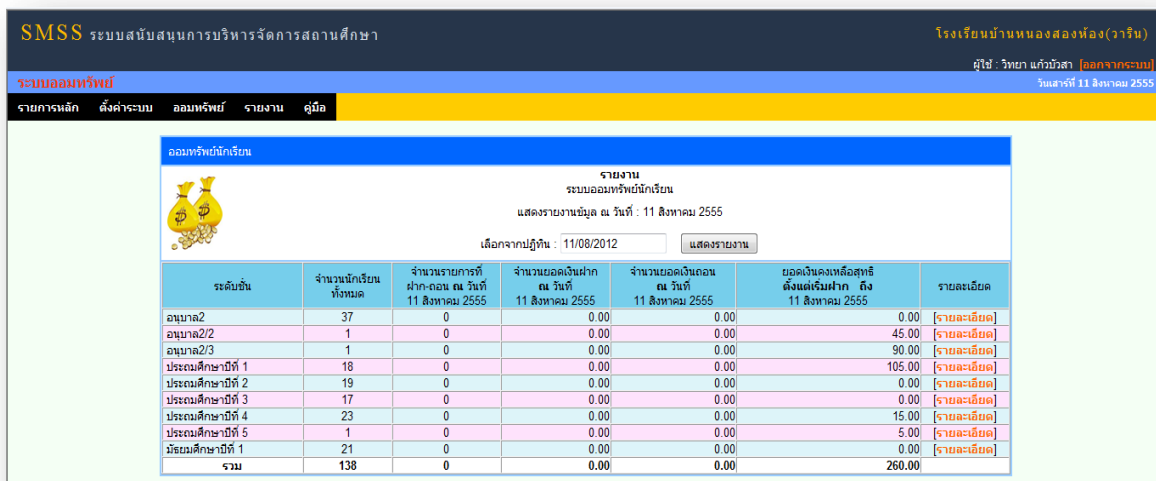 SMSS ระบบสนับสนุนการบริหารจัดการสถานศึกษา
โรงเรียนบ้านหนองสองห้อง(วาริน)
ผู้ใช้ : วิทยา แก้วบัวสา [ออกจากระบบ]
ระบบออมทรัพย์
วันเสาร์ที่ 11 สิงหาคม 2555
รายการหลัก ตั้งค่าระบบ ออมทรัพย์ รายงาน คู่มือ
ออมทรัพย์นักเรียน
รายงาน
ระบบออมทรัพย์นักเรียน
แสดงรายงานข้มูล ณ วันที่ : 11 สิงหาคม 2555
เลือกจากปฏิทิน : 11/08/2012 แสดงรายงาน
ระดับชั้น
จำนวนนักเรียน
ทั้งหมด
จำนวนรายการที่
ฝาก-ถอน ณ วันที่
11 สิงหาคม 2555
จำนวนยอดเงินฝาก
ณ วันที่
11 สิงหาคม 2555
จำนวนยอดเงินถอน
ณ วันที่
11 สิงหาคม 2555
ยอดเงินคงเหลือสุทธิ
ตั้งแต่เริ่มฝาก ถึง
11 สิงหาคม 2555
รายละเอียด
อนุบาล2 37 0 0.00 0.00 0.00 [รายละเอียด]
อนุบาล2/2 1 0 0.00 0.00 45.00 [รายละเอียด]
อนุบาล2/3 1 0 0.00 0.00 90.00 [รายละเอียด]
ประถมศึกษาปีที่ 1 18 0 0.00 0.00 105.00 [รายละเอียด]
ประถมศึกษาปีที่ 2 19 0 0.00 0.00 0.00 [รายละเอียด]
ประถมศึกษาปีที่ 3 17 0 0.00 0.00 0.00 [รายละเอียด]
ประถมศึกษาปีที่ 4 23 0 0.00 0.00 15.00 [รายละเอียด]
ประถมศึกษาปีที่ 5 1 0 0.00 0.00 5.00 [รายละเอียด]
มัธยมศึกษาปีที่ 1 21 0 0.00 0.00 0.00 [รายละเอียด]
รวม 138 0 0.00 0.00 260.00